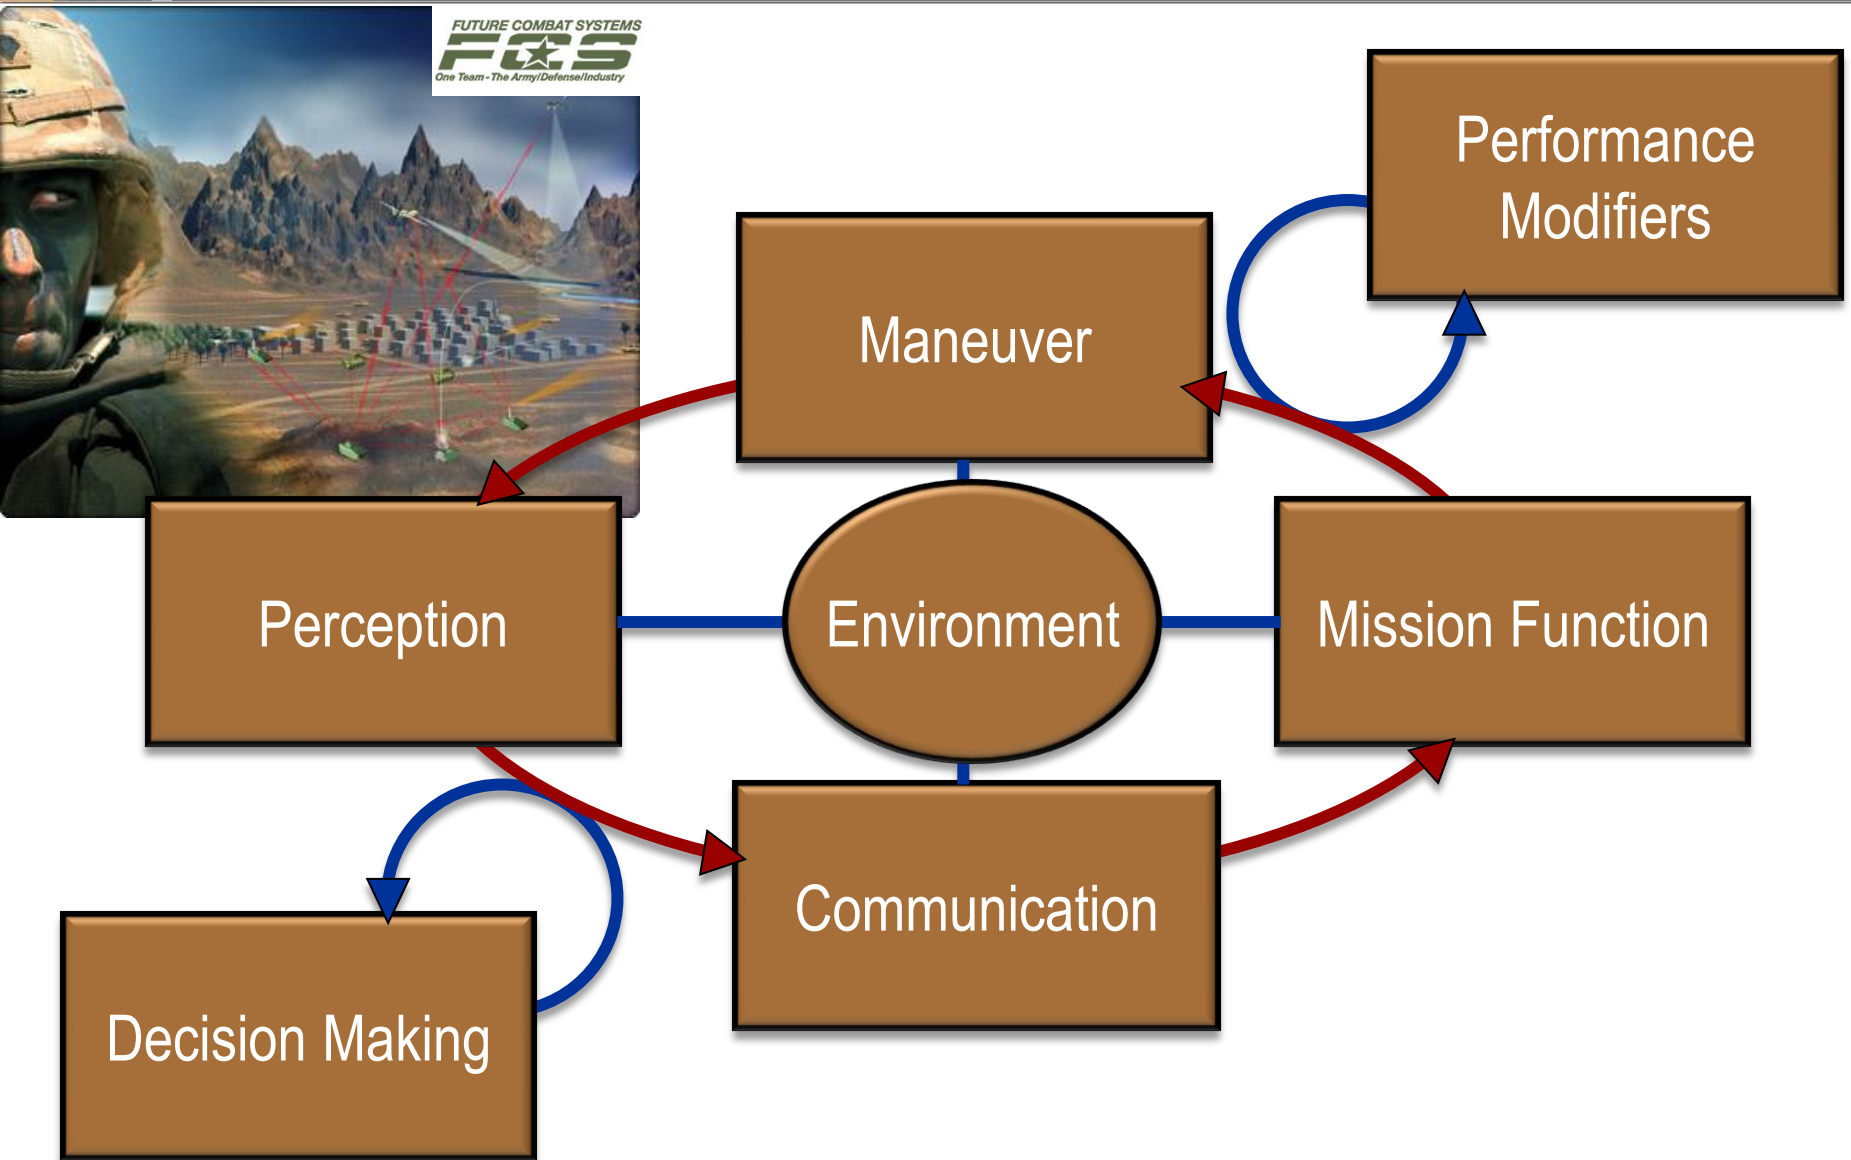 FUTURE COMBAT SYSTEMS
FCS
One Team-The Army/Defense/Industry
Performance
Modifiers
Maneuver
Perception
Environment
Mission Function
Communication
Decision Making